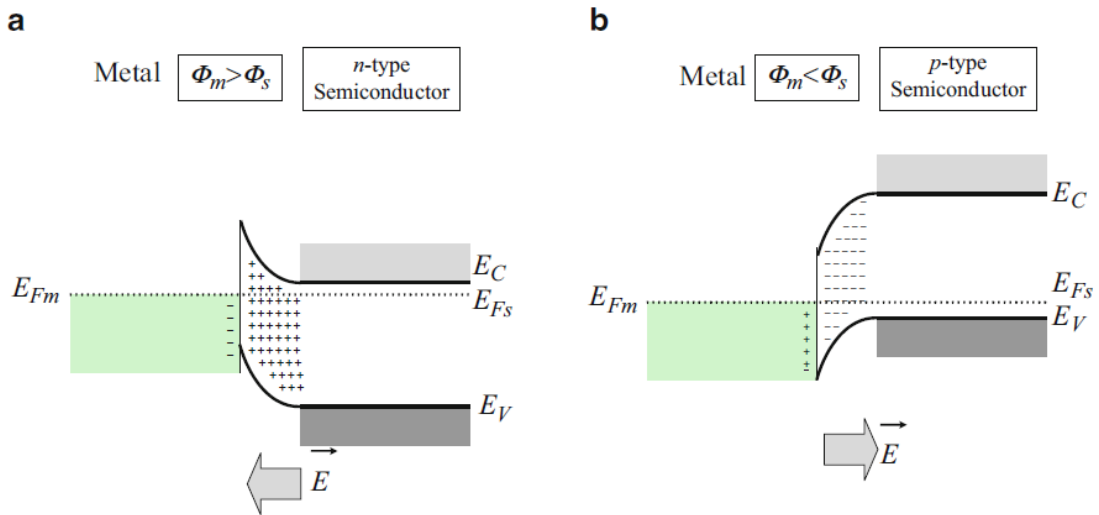 a
Metal Φm>Φs n-type
Semiconductor
EC
EFm
EFs
EV
E
b
Metal Φm<Φs p-type
Semiconductor
EC
EFs
EFm
EV
E